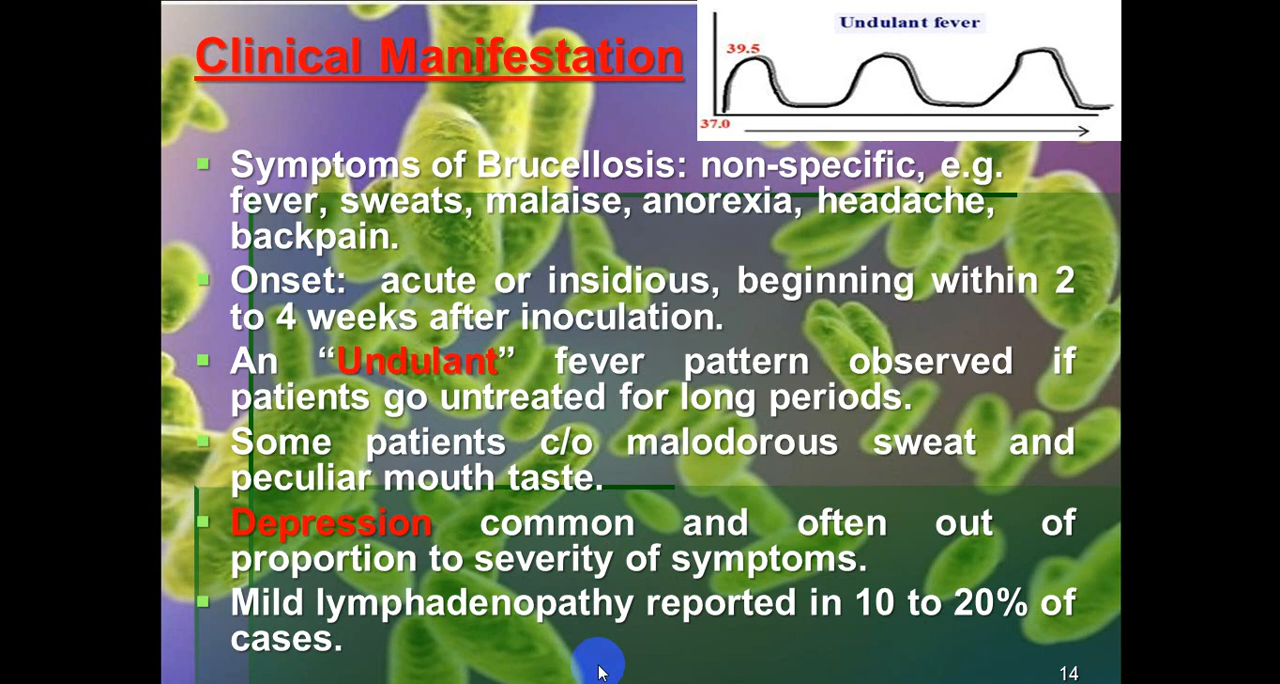 Clinical Manifestation
Undulant fever
39.5
37.0
Symptoms of Brucellosis: non-specific, e.g.
fever, sweats, malaise, anorexia, headache,
backpain.
Onset: acute or insidious, beginning within 2
to 4 weeks after inoculation.
An “Undulant” fever pattern observed if
patients go untreated for long periods.
Some patients c/o malodorous sweat and
peculiar mouth taste.
Depression common and often out of
proportion to severity of symptoms.
Mild lymphadenopathy reported in 10 to 20% of
cases.
14